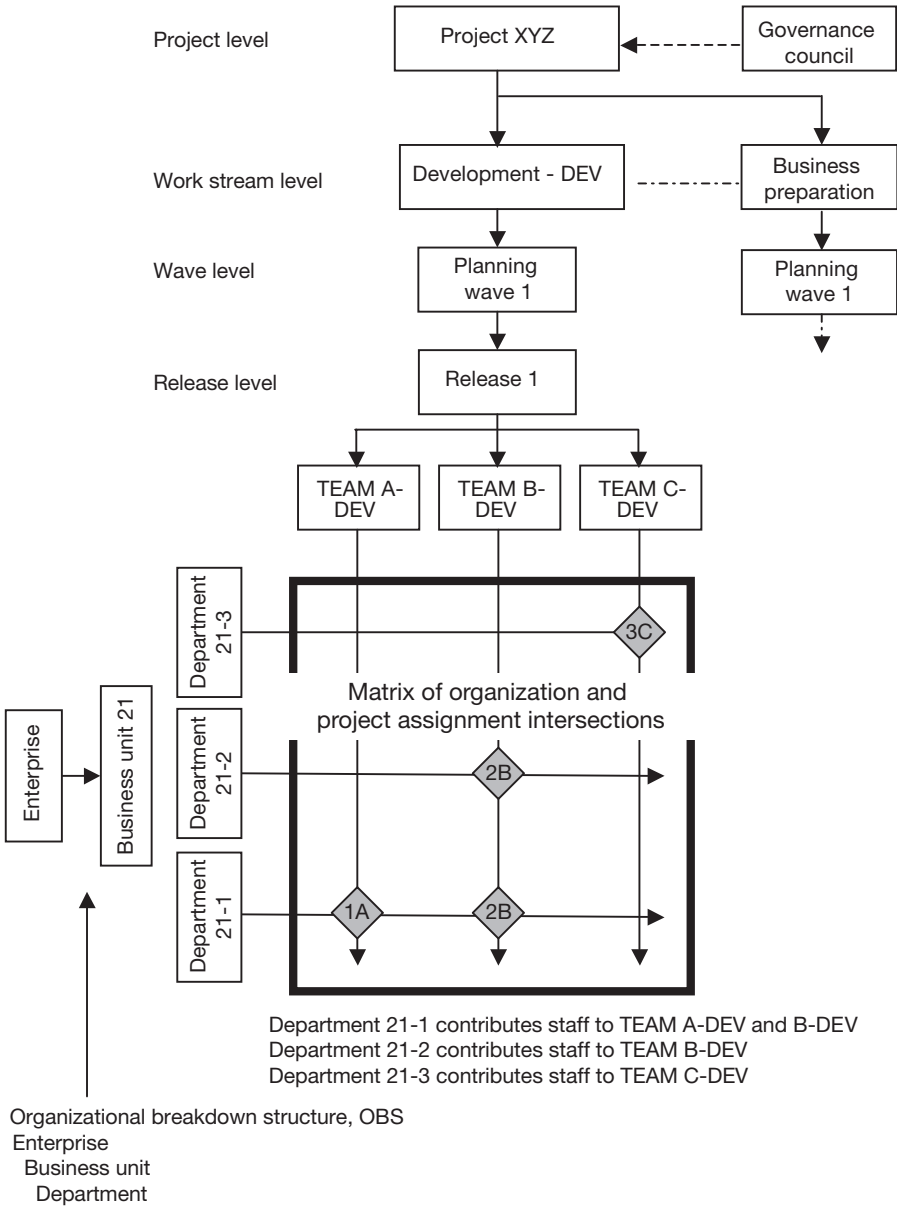 Project level
Project XYZ
Governance
council
Work stream level
Development - DEV
Business
preparation
Wave level
Planning
wave 1
Planning
wave 1
Release level
Release 1
TEAM A-
DEV
TEAM B-
DEV
TEAM C-
DEV
Department
21-3
3C
Matrix of organization and
project assignment intersections
Enterprise
Business unit 21
Department
21-2
2B
Department
21-1
1A
2B
Department 21-1 contributes staff to TEAM A-DEV and B-DEV
Department 21-2 contributes staff to TEAM B-DEV
Department 21-3 contributes staff to TEAM C-DEV
Organizational breakdown structure, OBS
Enterprise
Business unit
Department